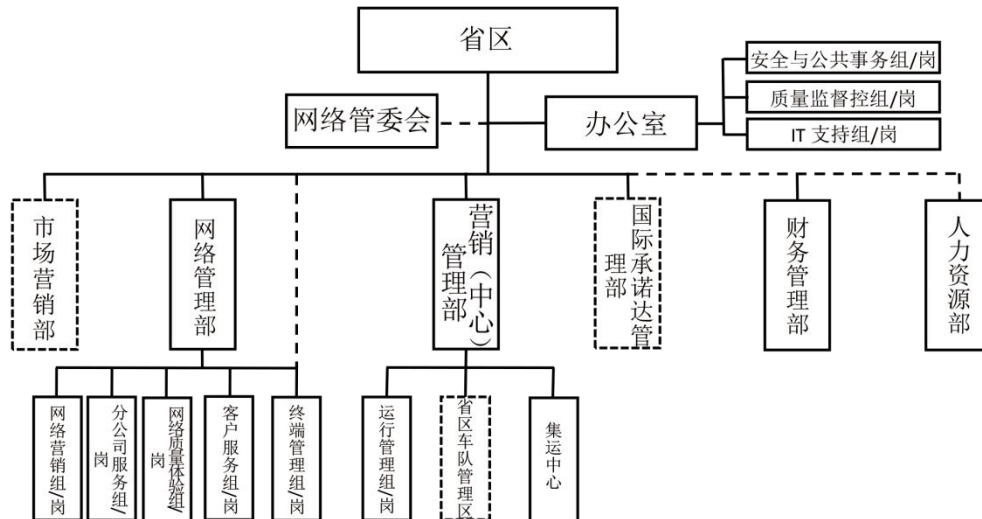 省区
网络管委会
办公室
安全与公共事务组/岗
质量监督控组/岗
IT 支持组/岗
市场营销部
网络管理部
营销（中心）
管理部
国际承诺达管
理部
财务管理部
人力资源部
网络营销组/岗
分公司服务组/
岗
网络质量体验组/
岗
客户服务组/岗
终端管理组/岗
运行管理组/岗
省区车队管理区
集运中心